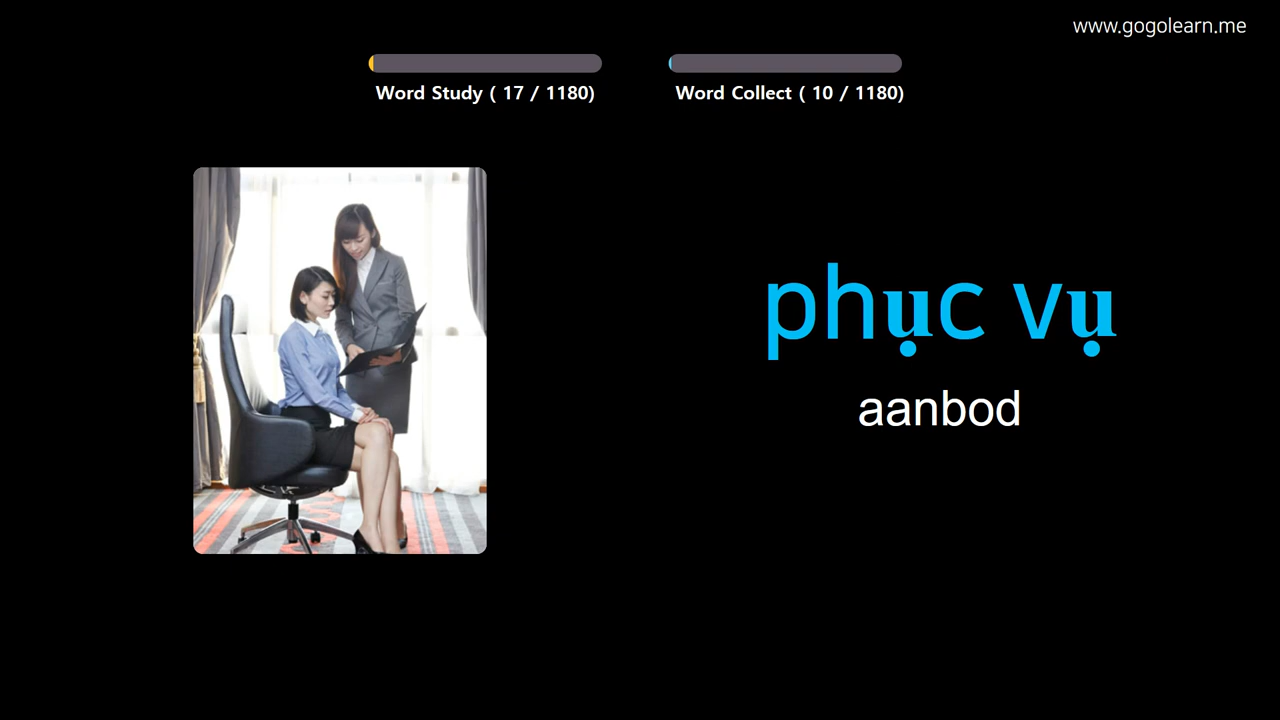 www.gogolearn.me
Word Study ( 17 / 1180)
Word Collect ( 10 / 1180)
phục vụ
aanbod